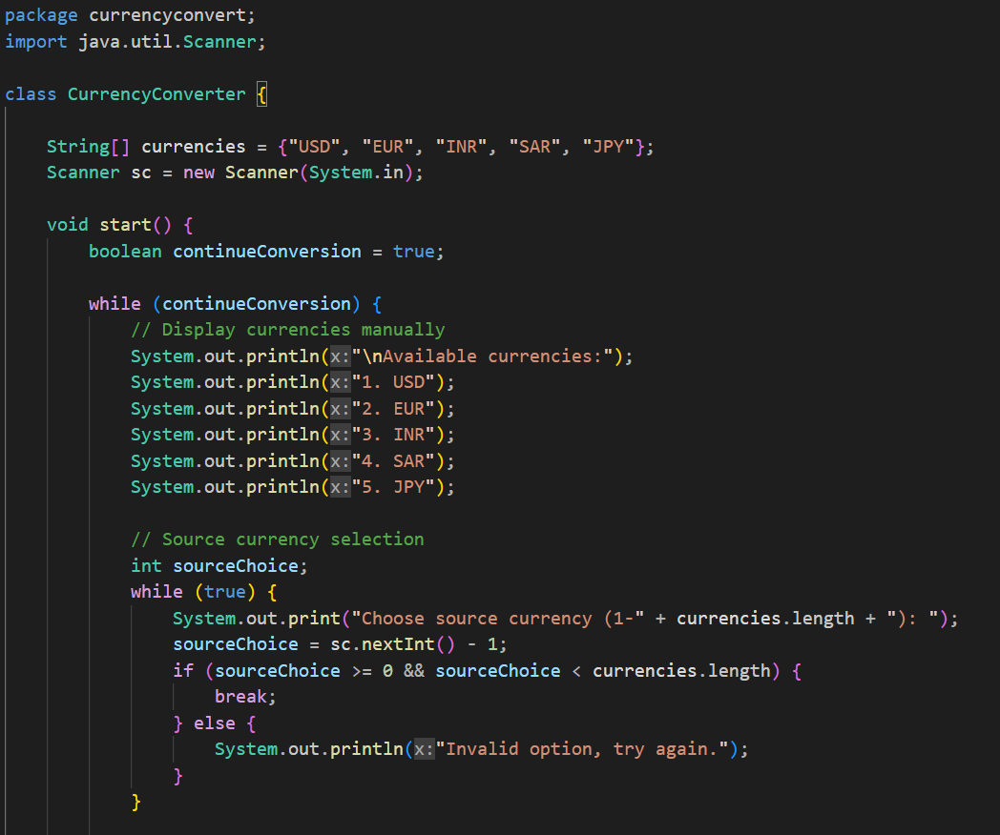 package currencyconvert;
import java.util.Scanner;
class CurrencyConverter {
String[] currencies = {"USD", "EUR", "INR", "SAR", "JPY"};
Scanner sc = new Scanner(System.in);
void start() {
boolean continueConversion = true;
while (continueConversion) {
// Display currencies manually
System.out.println(x:"\nAvailable currencies:");
System.out.println(x:"1. USD");
System.out.println(x:"2. EUR");
System.out.println(x:"3. INR");
System.out.println(x:"4. SAR");
System.out.println(x:"5. JPY");
// Source currency selection
int sourceChoice;
while (true) {
System.out.print("Choose source currency (1-" + currencies.length + "): ");
sourceChoice = sc.nextInt() - 1;
if (sourceChoice >= 0 && sourceChoice < currencies.length) {
break;
} else {
System.out.println(x:"Invalid option, try again.");
}
}